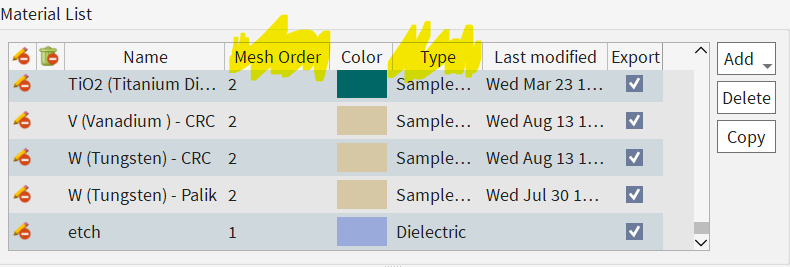 Material List
Name Mesh Order Color Type Last modified Export
TiO2 (Titanium Di... 2 Sample... Wed Mar 23 1...
V (Vanadium ) - CRC 2 Sample... Wed Aug 13 1...
W (Tungsten) - CRC 2 Sample... Wed Aug 13 1...
W (Tungsten) - Palik 2 Sample... Wed Jul 30 1...
etch 1 Dielectric
Add
Delete
Copy